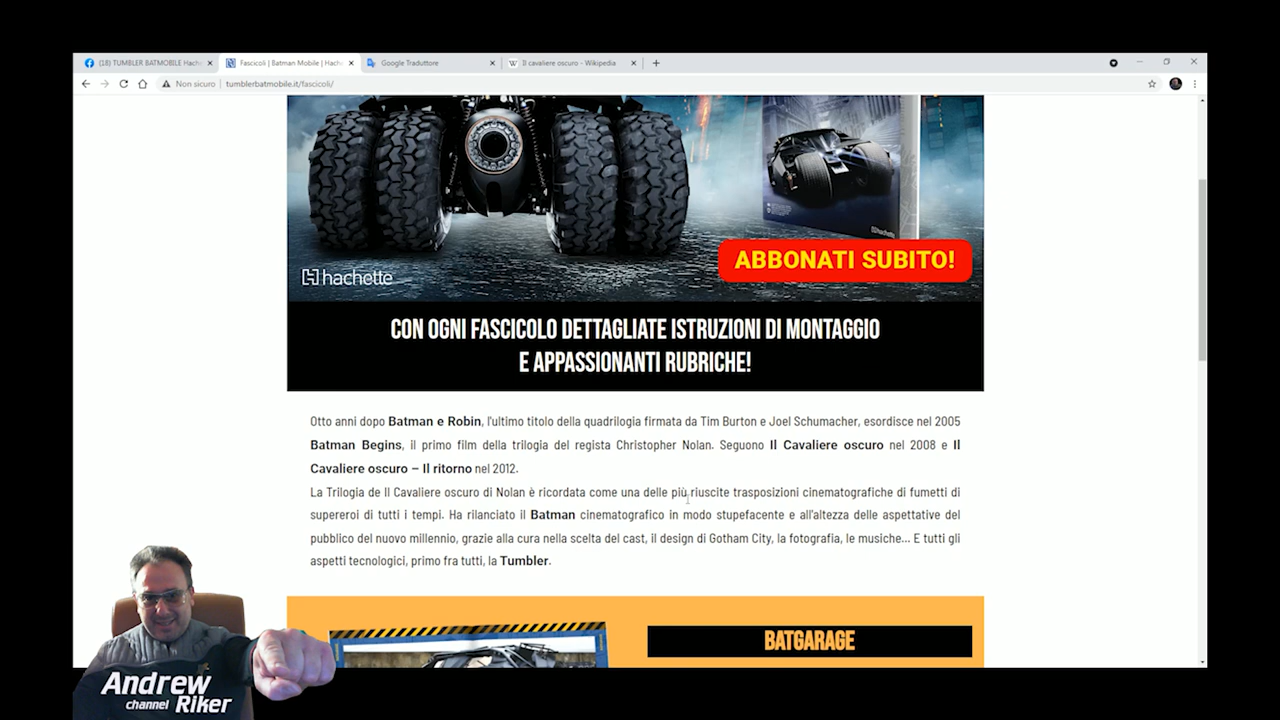 (18) TUMBLER BATMOBILE Hach
Fascicoli | Batman Mobile | Hach
Google Traduttore
Il cavaliere oscuro - Wikipedia
Non sicuro
tumblerbatmobile.it/fascicoli/
hachette
ABBONATI SUBITO!
hachette
CON OGNI FASCICOLO DETTAGLIATE ISTRUZIONI DI MONTAGGIO
E APPASSIONANTI RUBRICHE!
Otto anni dopo Batman e Robin, l'ultimo titolo della quadrilogia firmata da Tim Burton e Joel Schumacher, esordisce nel 2005
Batman Begins, il primo film della trilogia del regista Christopher Nolan. Seguono Il Cavaliere oscuro nel 2008 e Il
Cavaliere oscuro – Il ritorno nel 2012.
La Trilogia de Il Cavaliere oscuro di Nolan è ricordata come una delle più riuscite trasposizioni cinematografiche di fumetti di
supereroi di tutti i tempi. Ha rilanciato il Batman cinematografico in modo stupefacente e all'altezza delle aspettative del
pubblico del nuovo millennio, grazie alla cura nella scelta del cast, il design di Gotham City, la fotografia, le musiche... E tutti gli
aspetti tecnologici, primo fra tutti, la Tumbler.
BATGARAGE
Andrew
channel Riker